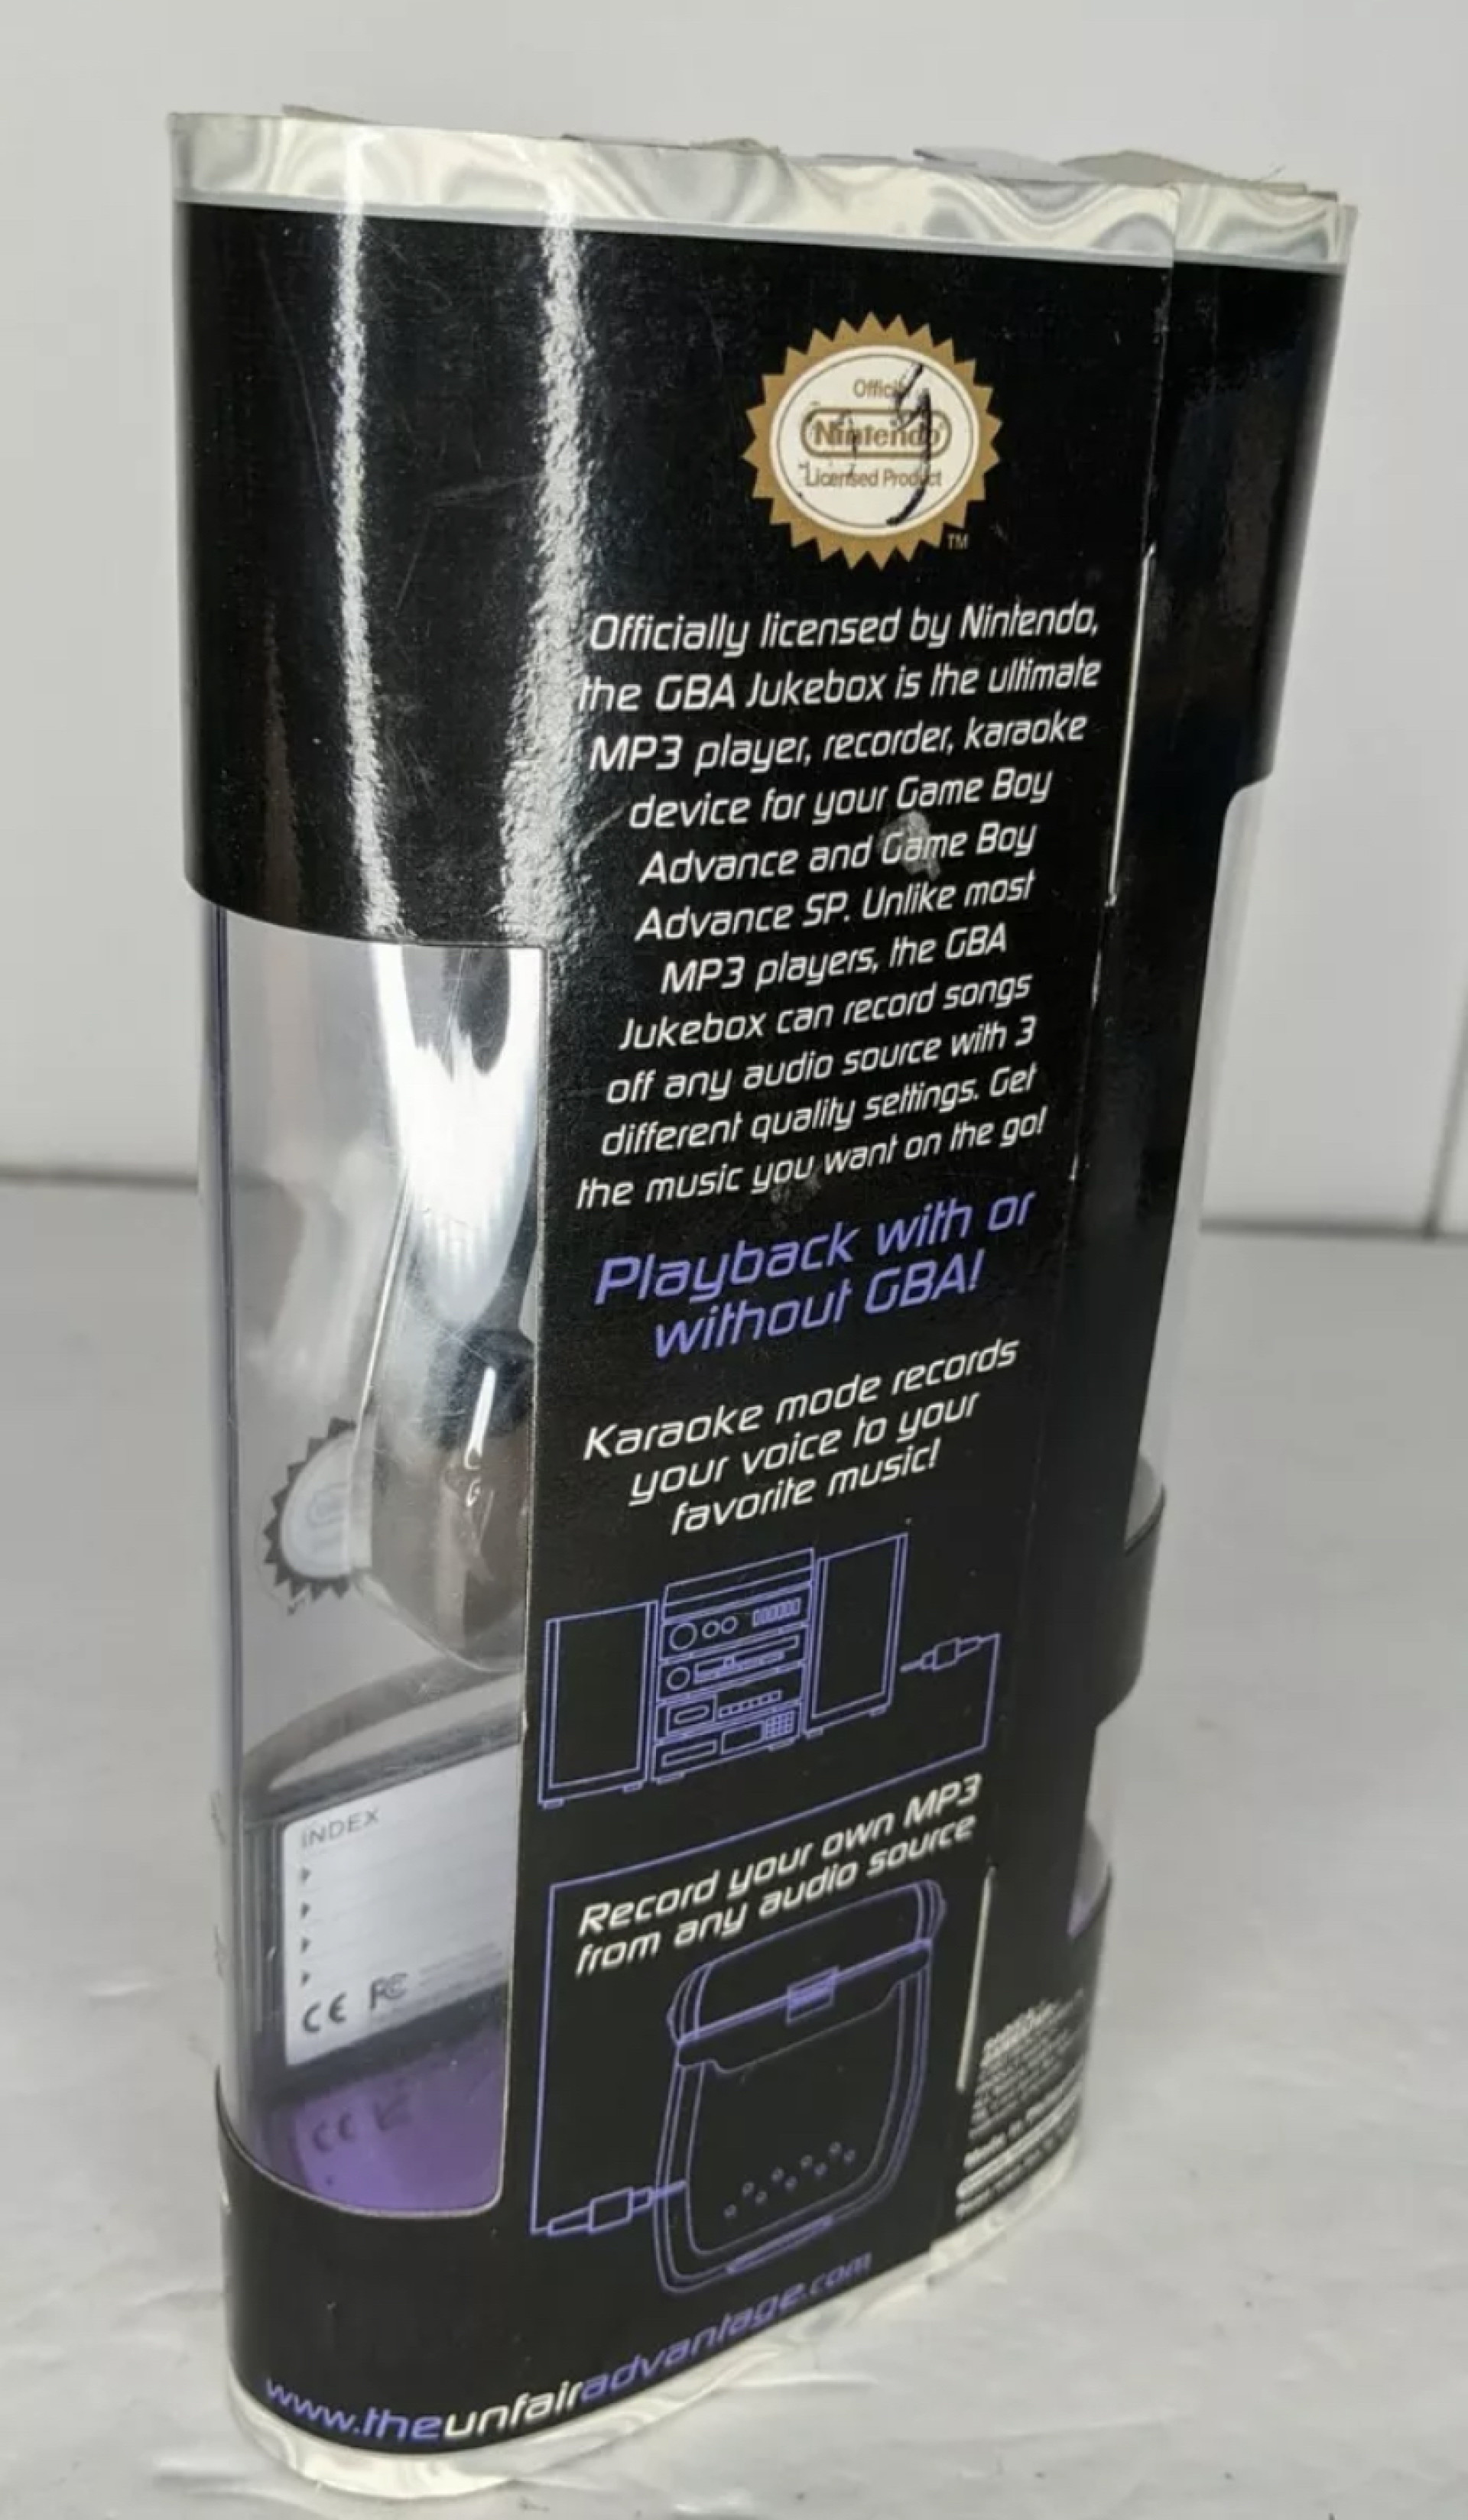 Official
Nintendo
Licensed Product
TM
Officially licensed by Nintendo,
the GBA Jukebox is the ultimate
MP3 player, recorder, karaoke
device for your Game Boy
Advance and Game Boy
Advance SP. Unlike most
MP3 players, the GBA
Jukebox can record songs
off any audio source with 3
different quality settings. Get
the music you want on the go!
Playback with or
without GBA!
Karaoke mode records
your voice to your
favorite music!
Record your own MP3
from any audio source
INDEX
CE FC
CE
www.theunfairadvantage.com